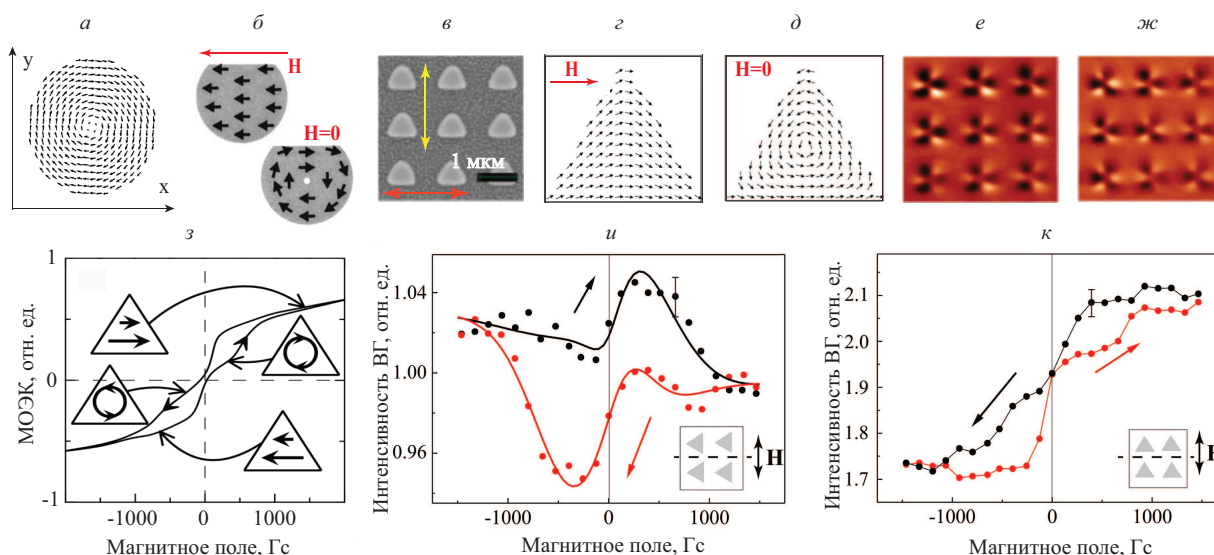 а
б
в
г
д
е
ж
y
x
H
H=0
1 мкм
H
H=0
з
МОЭК, отн. ед.
1
0
-1
-1000
0
1000
Магнитное поле, Гс
и
Интенсивность ВГ, отн. ед.
1.04
1.00
0.96
-1000
0
1000
H
Магнитное поле, Гс
к
Интенсивность ВГ, отн. ед.
2.1
2.0
1.9
1.8
1.7
-1000
0
1000
Магнитное поле, Гс